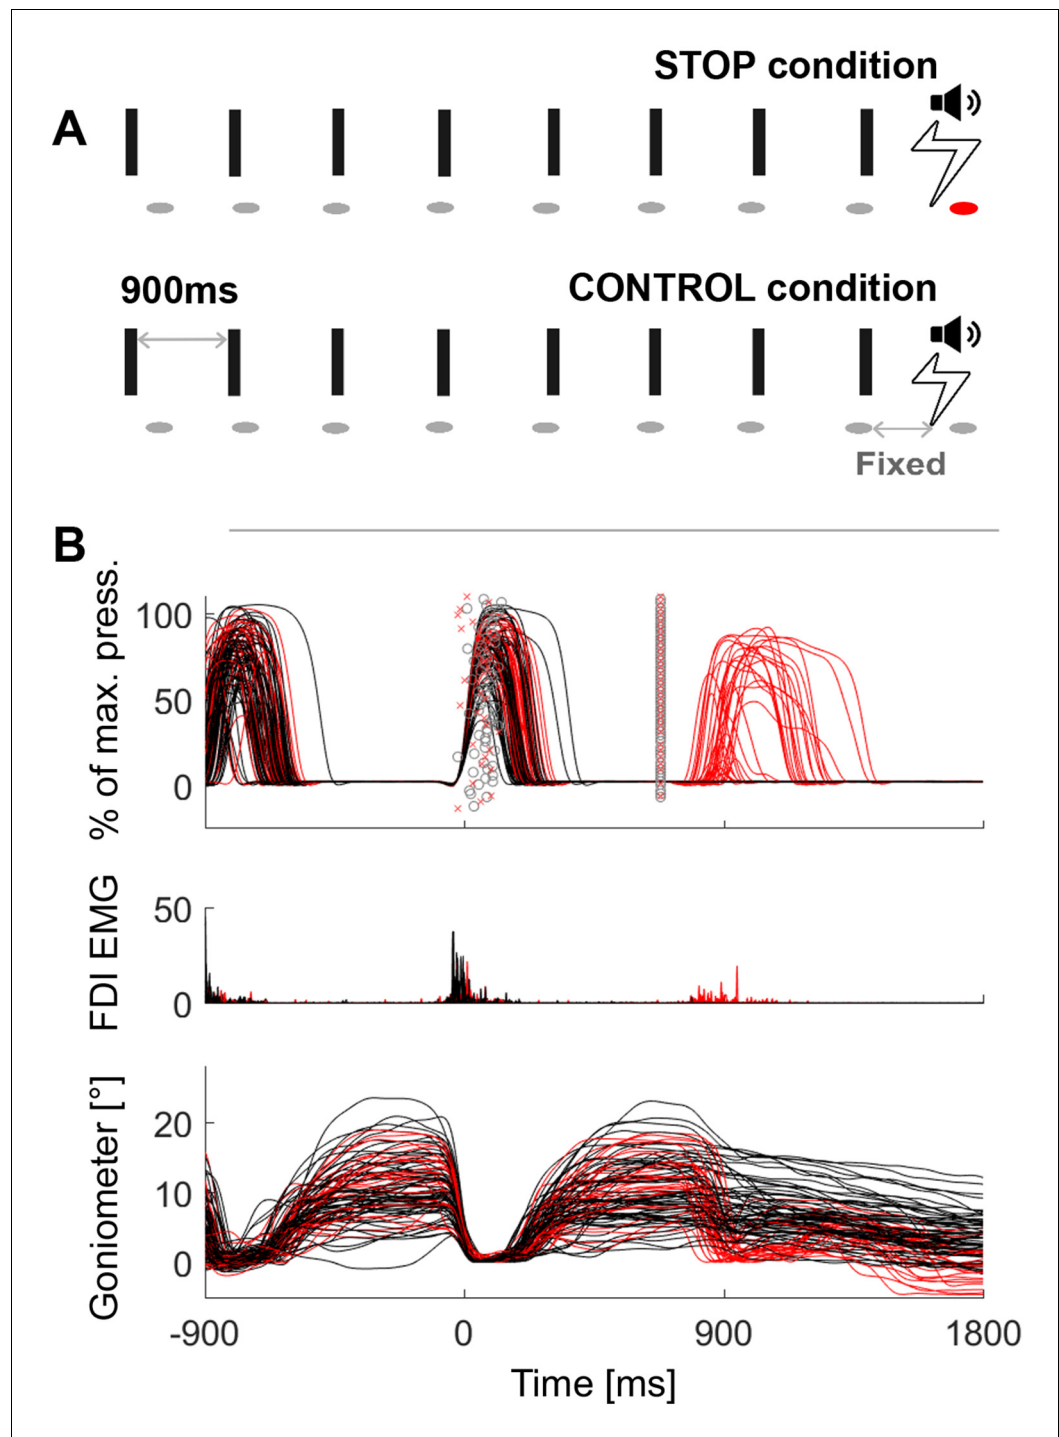 STOP condition
A
900ms
CONTROL condition
Fixed
B
% of max. press.
100
50
0
FDI EMG
50
0
Goniometer [°]
20
10
0
-900 0 900 1800
Time [ms]